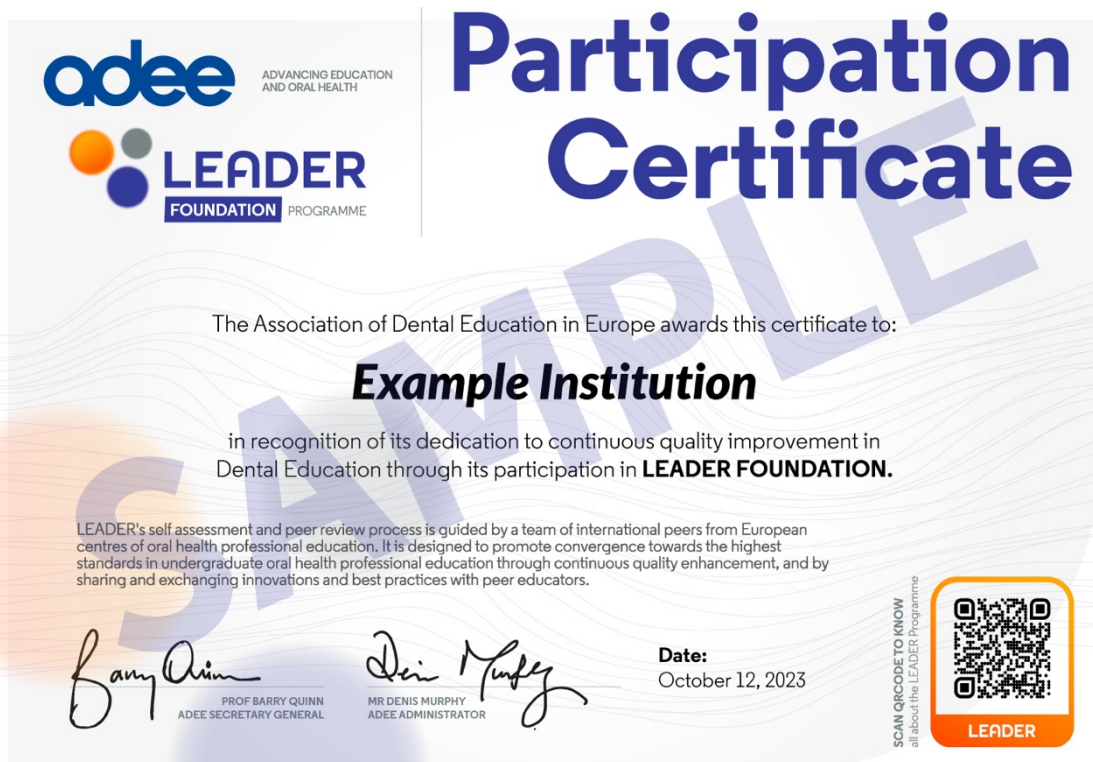 adee
ADVANCING EDUCATION
AND ORAL HEALTH
LEADER
FOUNDATION PROGRAMME
Participation
Certificate
SAMPLE
The Association of Dental Education in Europe awards this certificate to:
Example Institution
in recognition of its dedication to continuous quality improvement in
Dental Education through its participation in LEADER FOUNDATION.
LEADER's self assessment and peer review process is guided by a team of international peers from European
centres of oral health professional education. It is designed to promote convergence towards the highest
standards in undergraduate oral health professional education through continuous quality enhancement, and by
sharing and exchanging innovations and best practices with peer educators.
Barry Quinn
PROF BARRY QUINN
ADEE SECRETARY GENERAL
Denis Murphy
MR DENIS MURPHY
ADEE ADMINISTRATOR
Date:
October 12, 2023
SCAN QRCODE TO KNOW
all about the LEADER Programme
LEADER